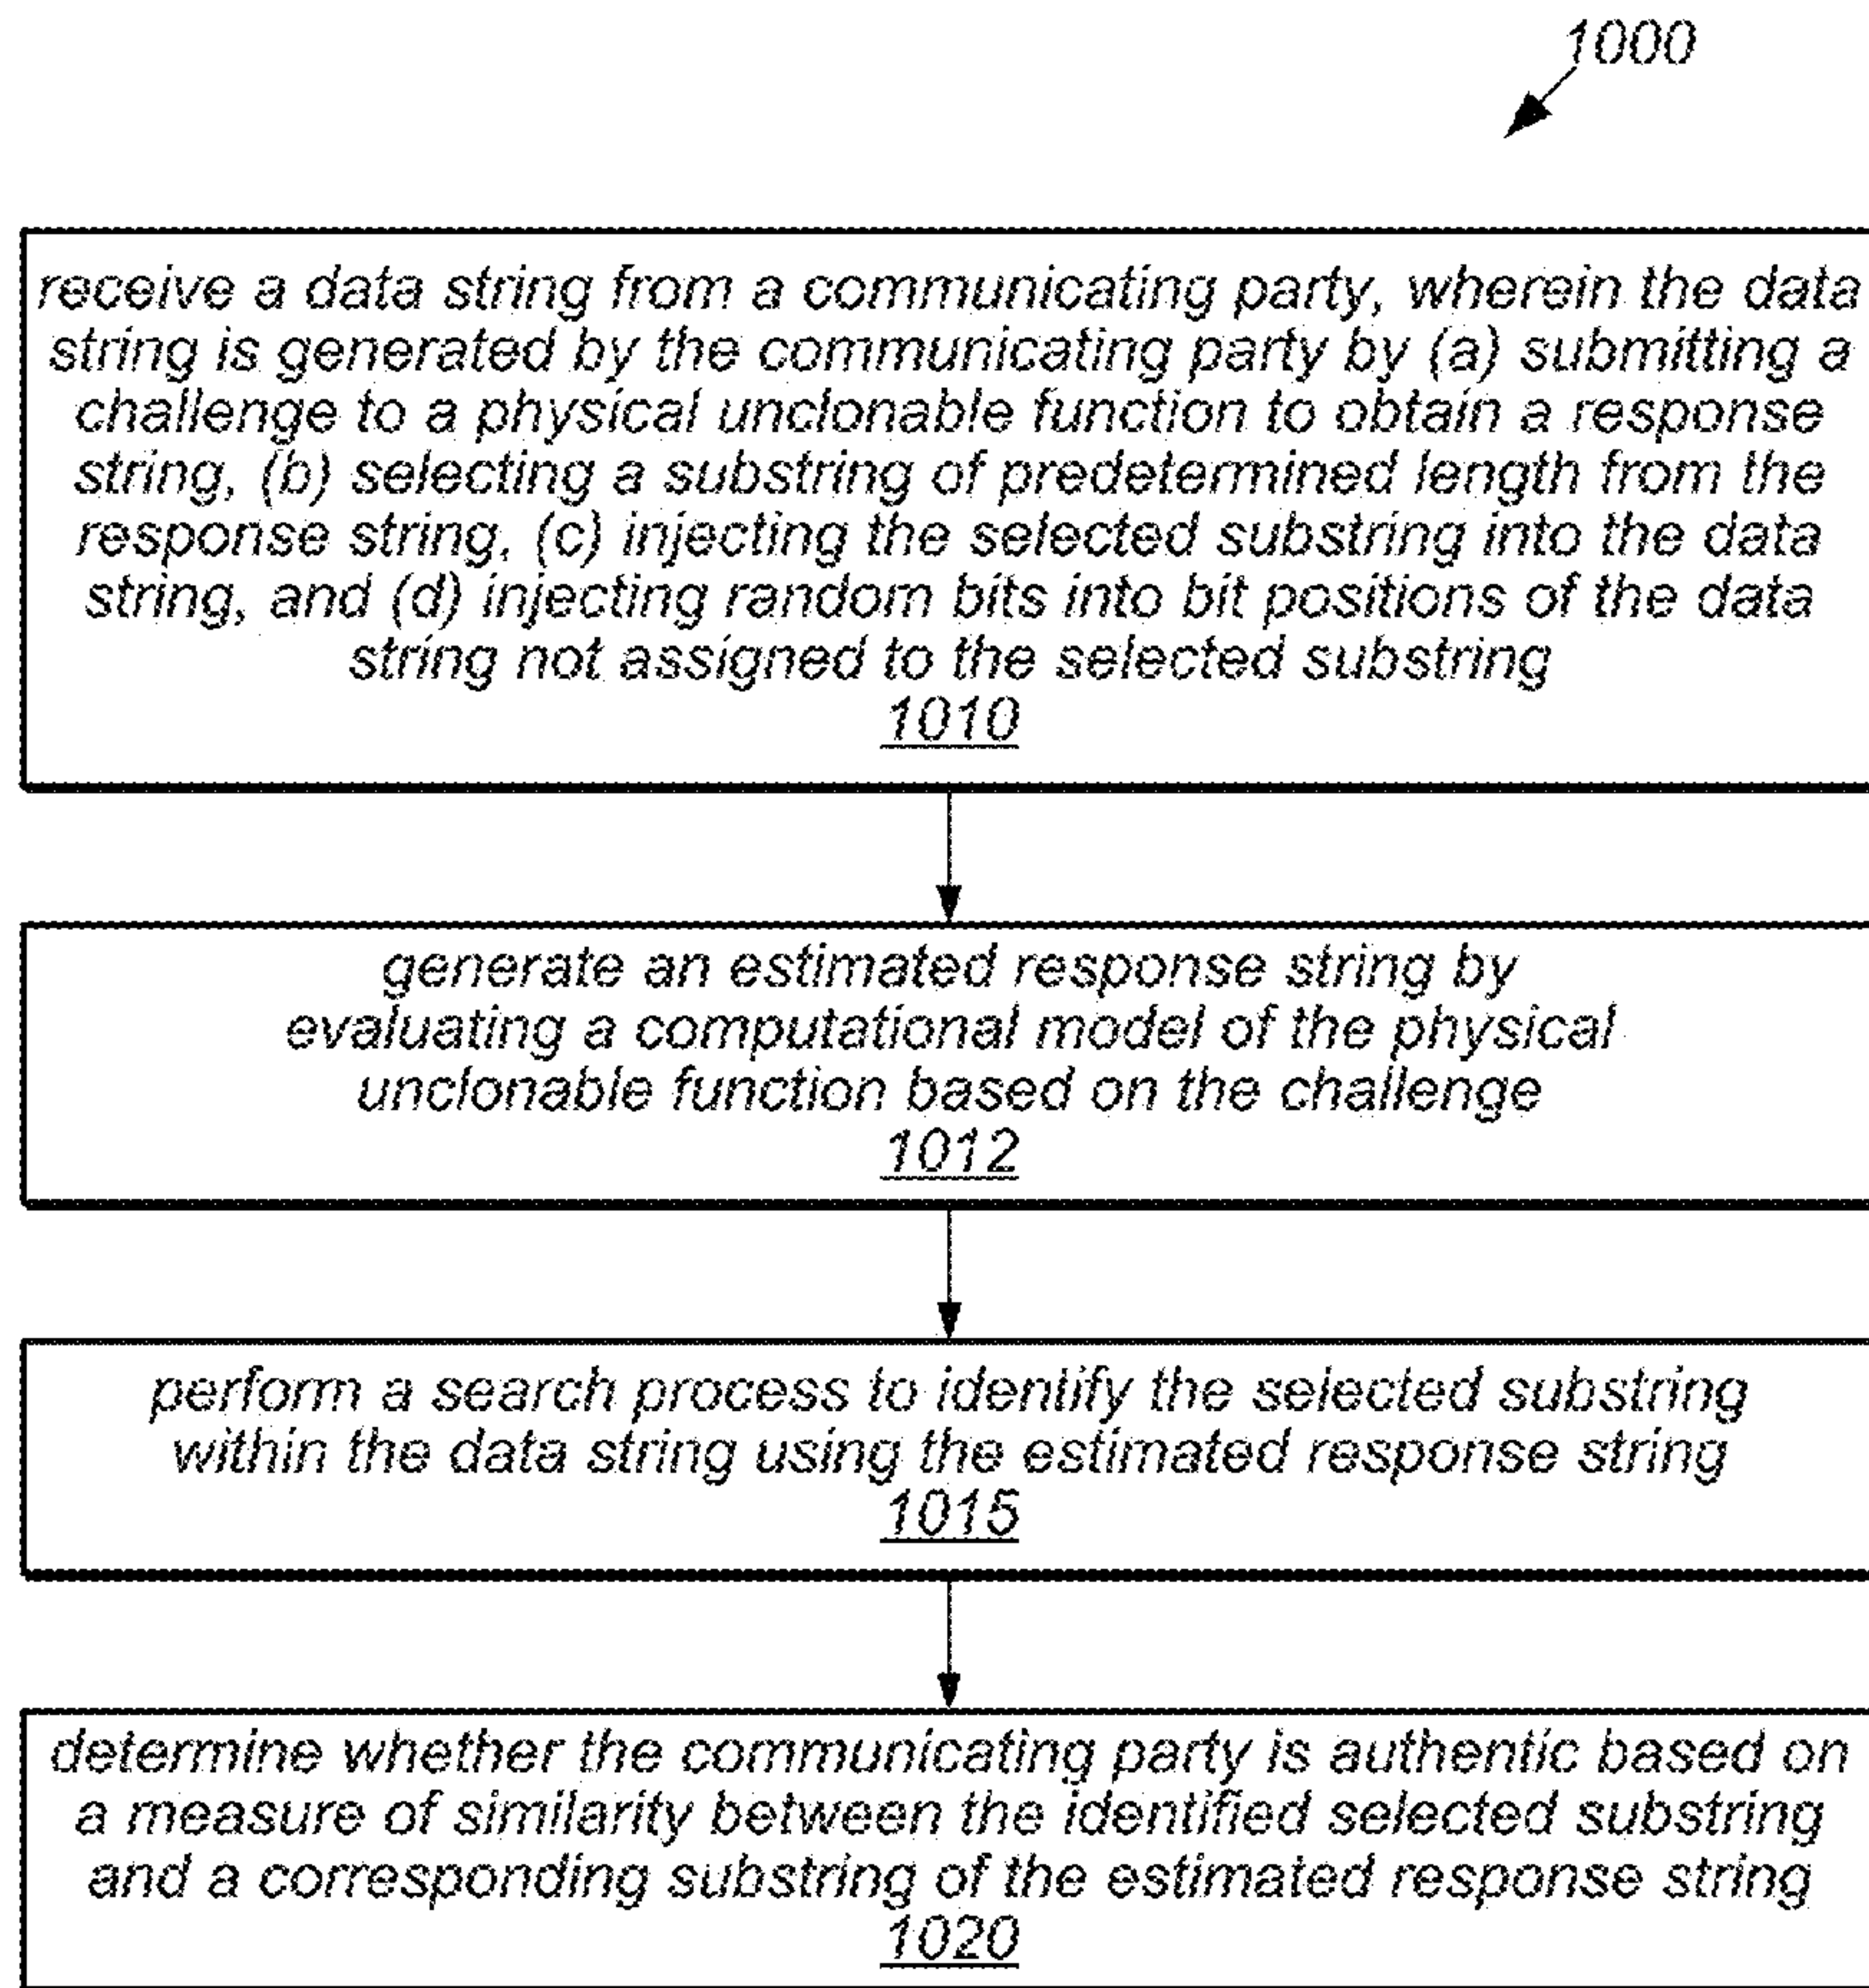 1000
receive a data string from a communicating party, wherein the data
string is generated by the communicating party by (a) submitting a
challenge to a physical unclonable function to obtain a response
string, (b) selecting a substring of predetermined length from the
response string, (c) injecting the selected substring into the data
string, and (d) injecting random bits into bit positions of the data
string not assigned to the selected substring
1010
generate an estimated response string by
evaluating a computational model of the physical
unclonable function based on the challenge
1012
perform a search process to identify the selected substring
within the data string using the estimated response string
1015
determine whether the communicating party is authentic based on
a measure of similarity between the identified selected substring
and a corresponding substring of the estimated response string
1020